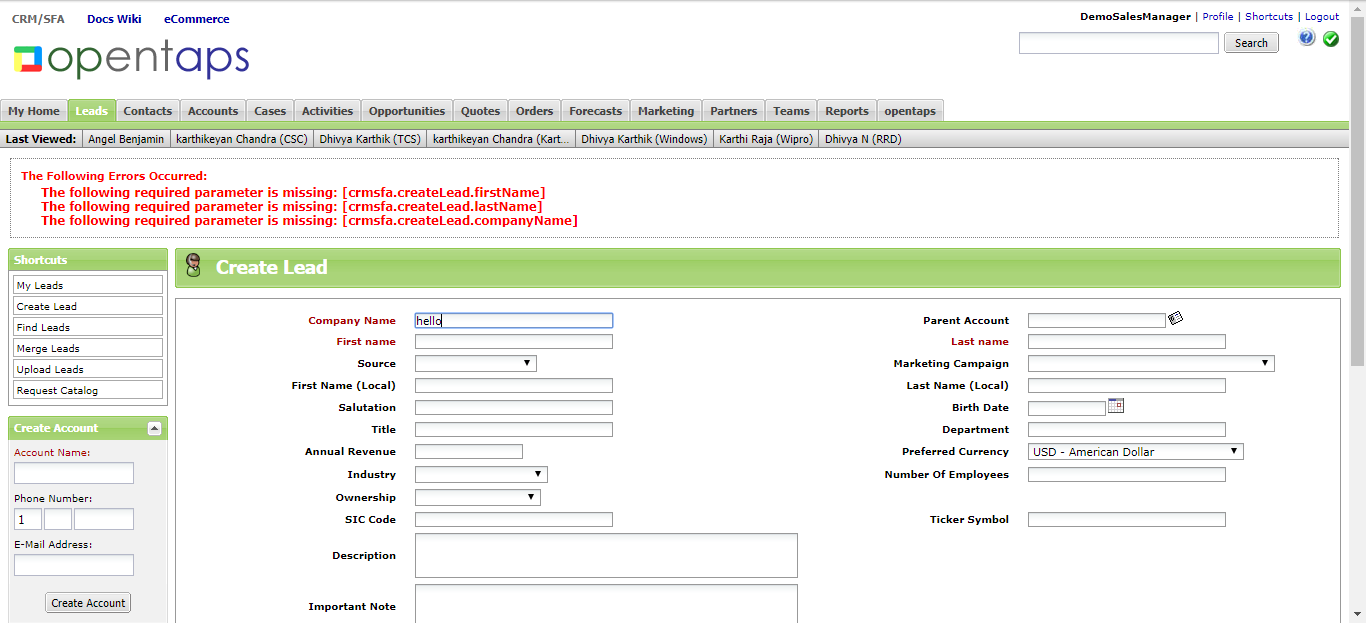 CRM/SFA Docs Wiki eCommerce
DemoSalesManager | Profile | Shortcuts | Logout
opentaps
Search
My Home Leads Contacts Accounts Cases Activities Opportunities Quotes Orders Forecasts Marketing Partners Teams Reports opentaps
Last Viewed: Angel Benjamin karthikeyan Chandra (CSC) Dhivya Karthik (TCS) karthikeyan Chandra (Kart... Dhivya Karthik (Windows) Karthi Raja (Wipro) Dhivya N (RRD)
The Following Errors Occurred:
The following required parameter is missing: [crmsfa.createLead.firstName]
The following required parameter is missing: [crmsfa.createLead.lastName]
The following required parameter is missing: [crmsfa.createLead.companyName]
Shortcuts
My Leads
Create Lead
Find Leads
Merge Leads
Upload Leads
Request Catalog
Create Account
Account Name:
Phone Number:
1
E-Mail Address:
Create Account
Create Lead
Company Name hello Parent Account
First name Last name
Source Marketing Campaign
First Name (Local) Last Name (Local)
Salutation Birth Date
Title Department
Annual Revenue Preferred Currency USD - American Dollar
Industry Number Of Employees
Ownership
SIC Code Ticker Symbol
Description
Important Note